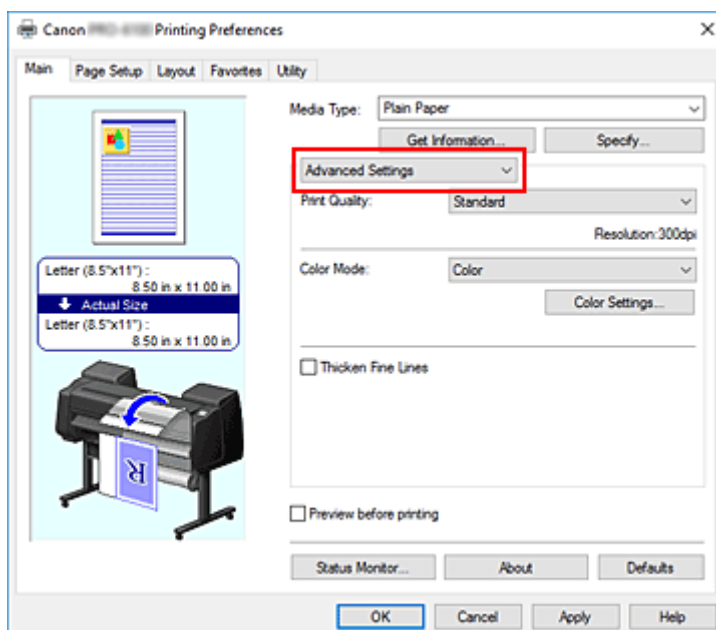 Canon Printing Preferences
Main Page Setup Layout Favorites Utility
Media Type: Plain Paper
Get Information... Specify...
Advanced Settings
Print Quality: Standard
Resolution:300dpi
Letter (8.5"x11") :
8.50 in x 11.00 in
Actual Size
Letter (8.5"x11") :
8.50 in x 11.00 in
Color Mode: Color
Color Settings...
Thicken Fine Lines
R
Preview before printing
Status Monitor... About Defaults
OK Cancel Apply Help